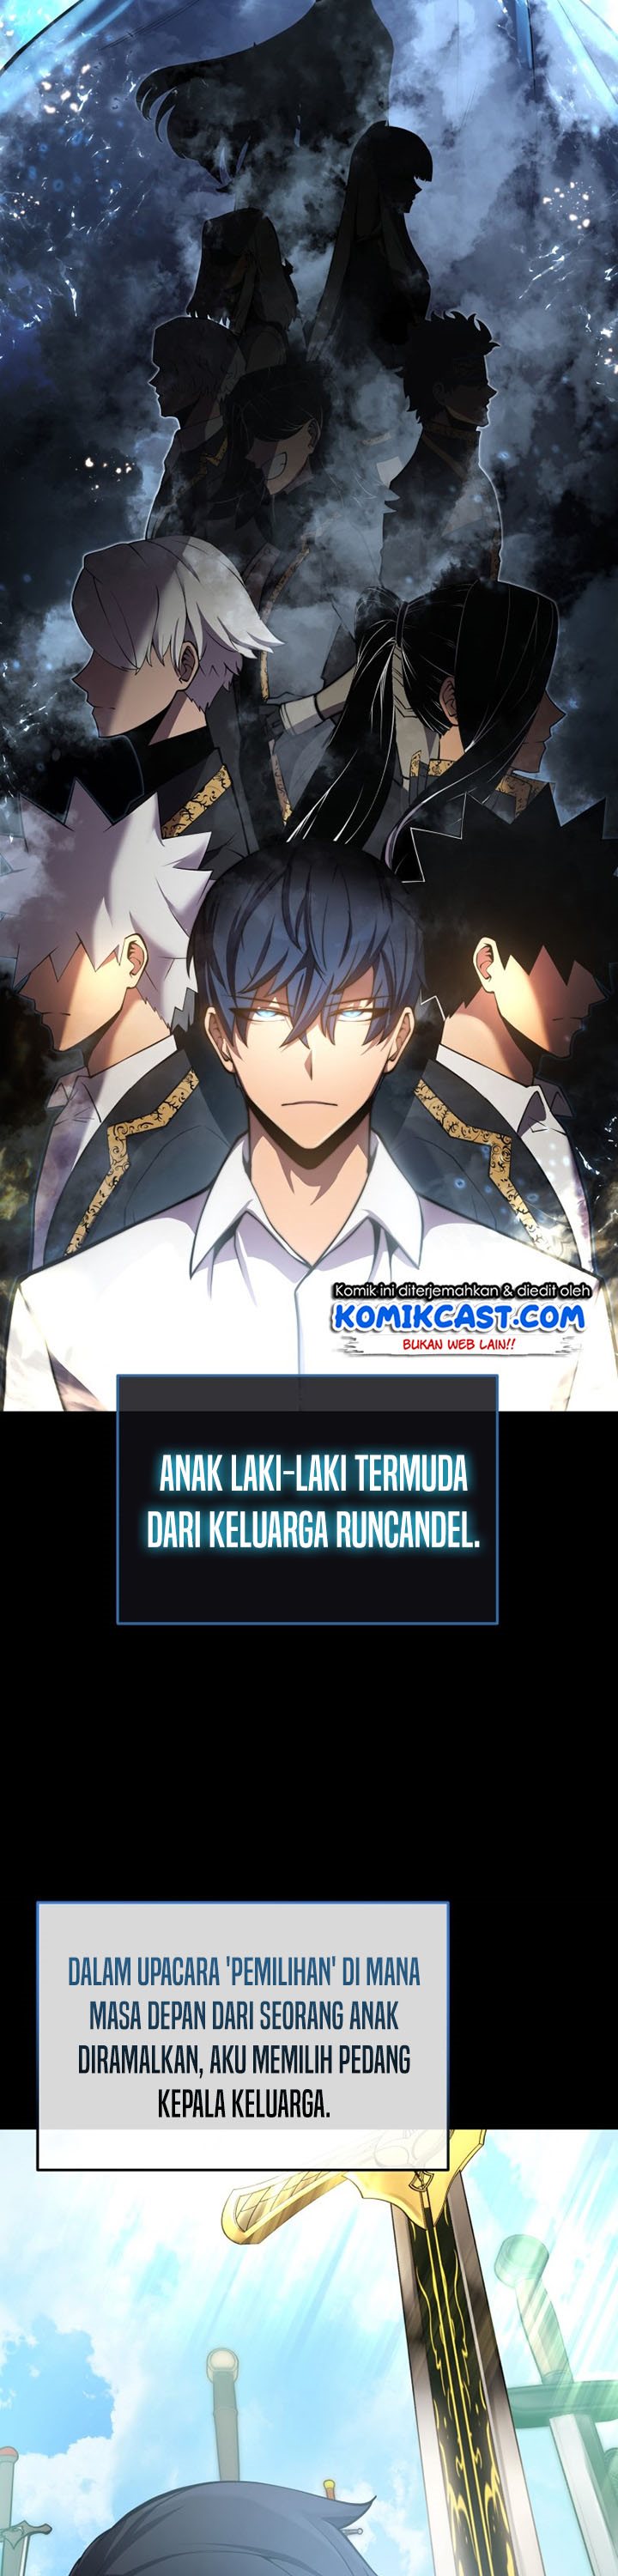 Komik ini diterjemahkan & diedit oleh
KOMIKCAST.COM
BUKAN WEB LAIN!!
ANAK LAKI-LAKI TERMUDA
DARI KELUARGA RUNCANDEL.
DALAM UPACARA 'PEMILIHAN' DI MANA
MASA DEPAN DARI SEORANG ANAK
DIRAMALKAN, AKU MEMILIH PEDANG
KEPALA KELUARGA.